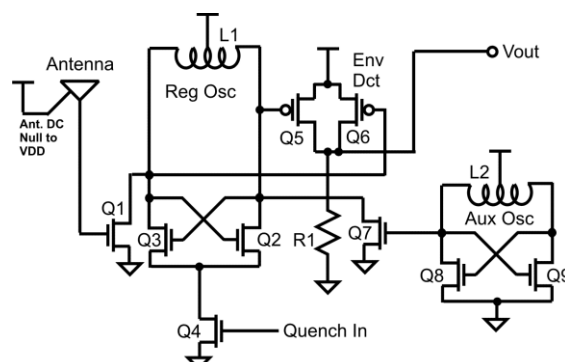 L1
Antenna
Reg Osc
Env
Dct
Vout
Ant. DC
Null to
VDD
Q5
Q6
L2
Aux Osc
Q1
Q3
Q2
R1
Q7
Q8
Q9
Q4
Quench In